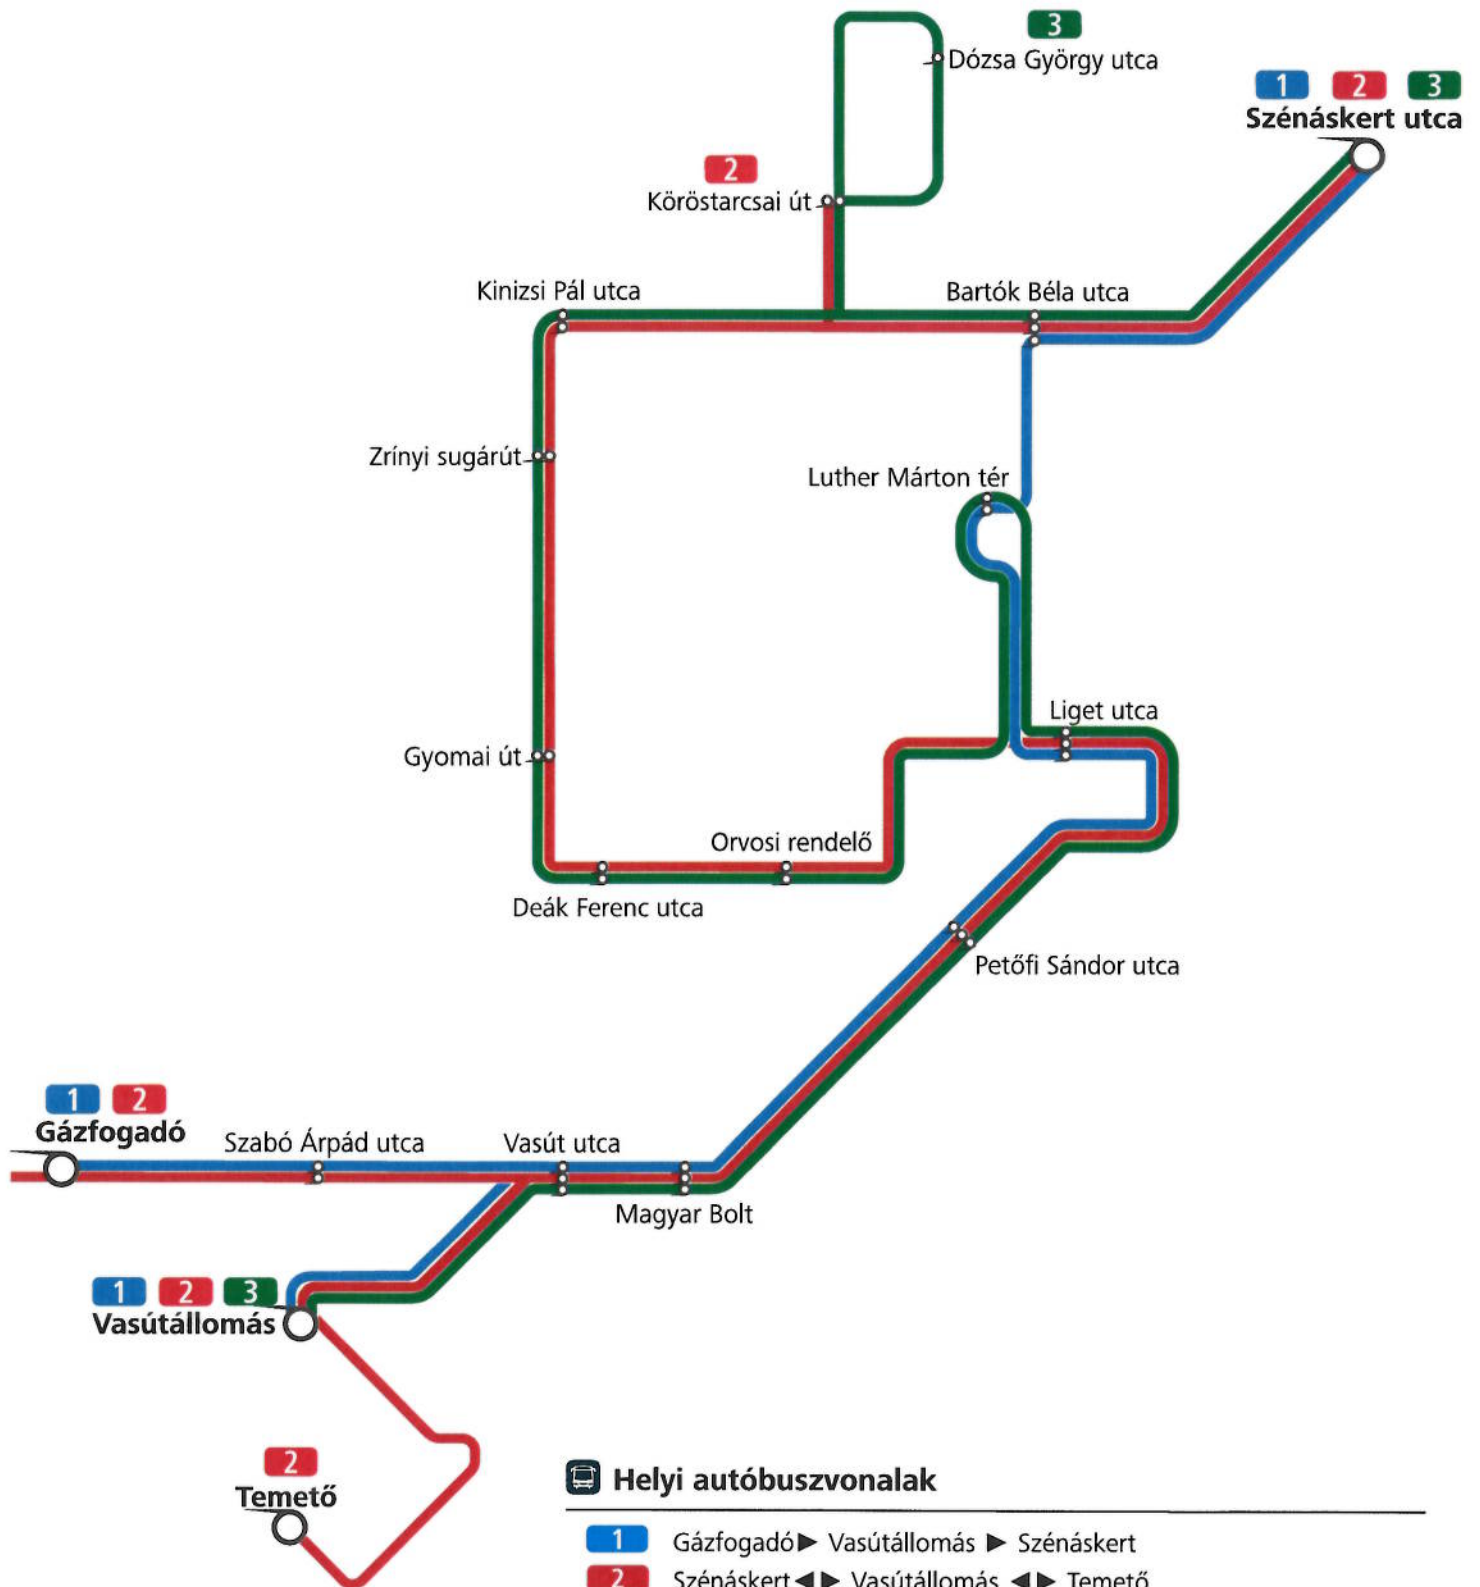 3
Dózsa György utca
1 2 3
Szénáskert utca
2
Köröstarcsai út
Kinizsi Pál utca
Bartók Béla utca
Zrínyi sugárút
Luther Márton tér
Gyomai út
Liget utca
Orvosi rendelő
Deák Ferenc utca
Petőfi Sándor utca
1 2
Gázfogadó
Szabó Árpád utca
Vasút utca
Magyar Bolt
1 2 3
Vasútállomás
2
Temető
Helyi autóbuszvonalak
1 Gázfogadó ▶ Vasútállomás ▶ Szénáskert
2 Szénáskert ◀▶ Vasútállomás ◀▶ Temető